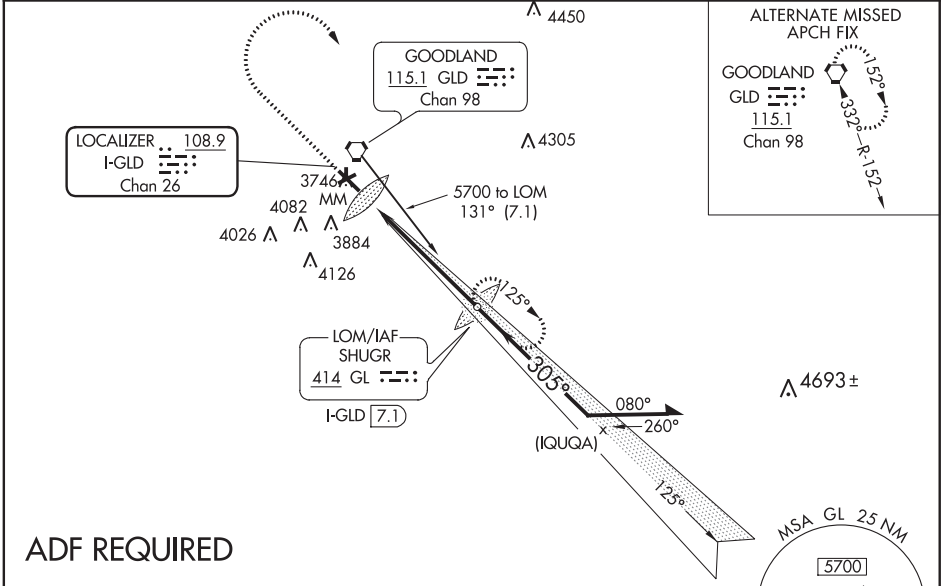 4450
GOODLAND
115.1 GLD
Chan 98
LOCALIZER 108.9
I-GLD
Chan 26
4305
3746
MM
5700 to LOM
131° (7.1)
4082
4026
3884
4126
125°
LOM/IAF
SHUGR
414 GL
I-GLD 7.1
305°
4693±
080°
260°
(IQUQA)
125°
ADF REQUIRED
ALTERNATE MISSED
APCH FIX
GOODLAND
GLD
115.1
Chan 98
152°
332°
R-152
MSA GL 25 NM
5700